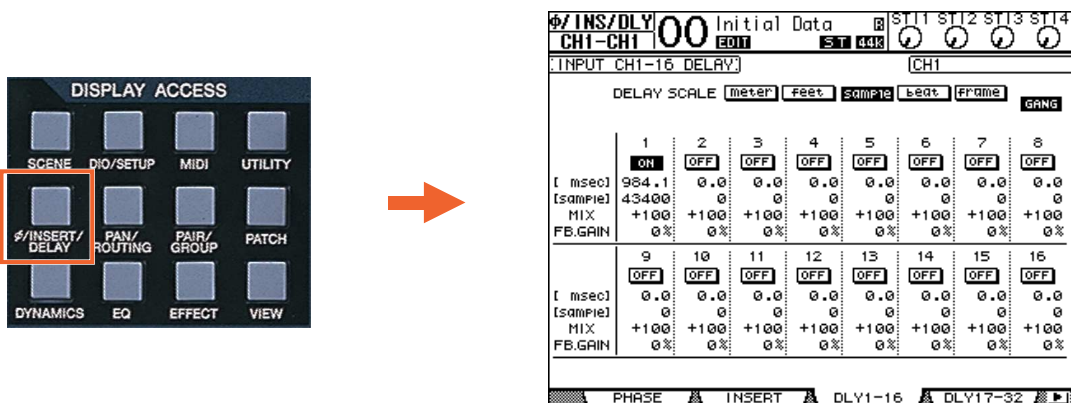 DISPLAY ACCESS
SCENE DIO/SETUP MIDI UTILITY
ø/INSERT/ DELAY PAN/ ROUTING PAIR/ GROUP PATCH
DYNAMICS EQ EFFECT VIEW
ø/INS/DLY 00 Initial Data R ST11 ST12 ST13 ST14
CH1-CH1 EDIT ST 44k
INPUT CH1-16 DELAY CH1
DELAY SCALE meter feet sample beat frame GANG
1 2 3 4 5 6 7 8
ON OFF OFF OFF OFF OFF OFF OFF
[ msec] 984.1 0.0 0.0 0.0 0.0 0.0 0.0 0.0
[sample] 43400 0 0 0 0 0 0 0
MIX +100 +100 +100 +100 +100 +100 +100 +100
FB.GAIN 0% 0% 0% 0% 0% 0% 0% 0%
9 10 11 12 13 14 15 16
OFF OFF OFF OFF OFF OFF OFF OFF
[ msec] 0.0 0.0 0.0 0.0 0.0 0.0 0.0 0.0
[sample] 0 0 0 0 0 0 0 0
MIX +100 +100 +100 +100 +100 +100 +100 +100
FB.GAIN 0% 0% 0% 0% 0% 0% 0% 0%
PHASE INSERT DLY1-16 DLY17-32